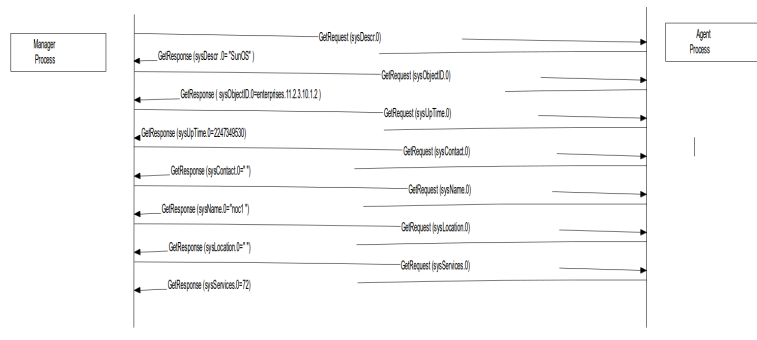 Manager
Process
Agent
Process
GetRequest (sysDescr.0)
GetResponse (sysDescr .0= "SunOS" )
GetRequest (sysObjectID.0)
GetResponse ( sysObjectID.0=enterprises.11.2.3.10.1.2 )
GetRequest (sysUpTime.0)
GetResponse (sysUpTime.0=2247349530)
GetRequest (sysContact.0)
GetResponse (sysContact.0=" ")
GetRequest (sysName.0)
GetResponse (sysName.0="noc1 ")
GetRequest (sysLocation.0)
GetResponse (sysLocation.0=" ")
GetRequest (sysServices.0)
GetResponse (sysServices.0=72)